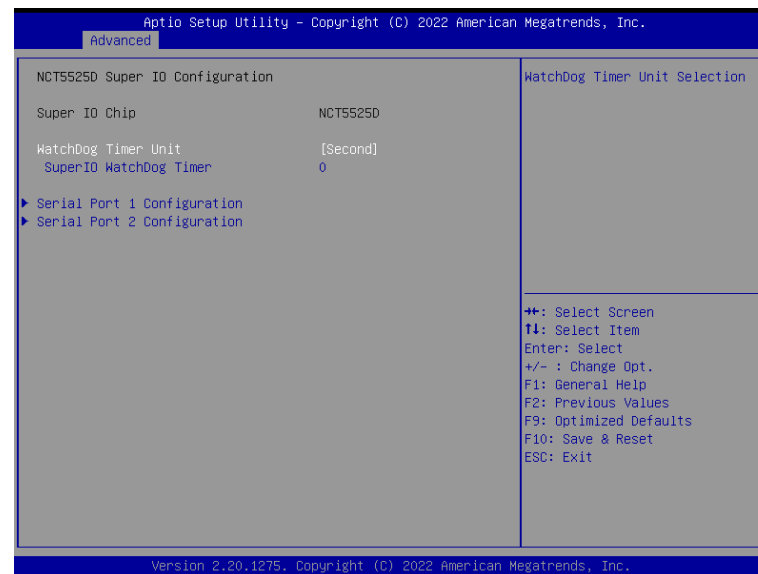 Aptio Setup Utility – Copyright (C) 2022 American Megatrends, Inc.
Advanced
NCT5525D Super IO Configuration
Super IO Chip NCT5525D
WatchDog Timer Unit [Second]
SuperIO WatchDog Timer 0
Serial Port 1 Configuration
Serial Port 2 Configuration
WatchDog Timer Unit Selection
→←: Select Screen
↑↓: Select Item
Enter: Select
+/- : Change Opt.
F1: General Help
F2: Previous Values
F9: Optimized Defaults
F10: Save & Reset
ESC: Exit
Version 2.20.1275. Copyright (C) 2022 American Megatrends, Inc.